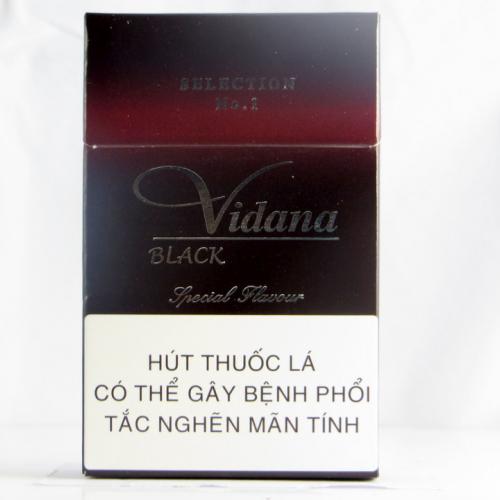 SELECTION
No.1
Vidana
BLACK
Special Flavour
HÚT THUỐC LÁ
CÓ THỂ GÂY BỆNH PHỔI
TẮC NGHẼN MÃN TÍNH